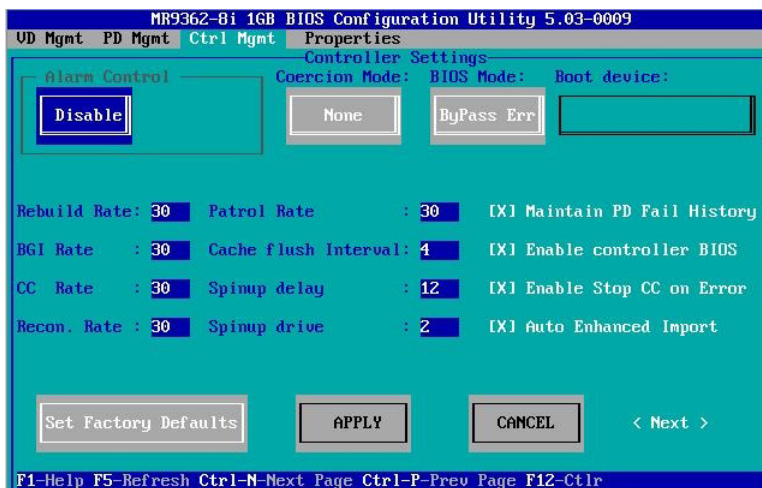 MR9362-8i 1GB BIOS Configuration Utility 5.03-0009
VD Mgmt PD Mgmt Ctrl Mgmt Properties
Controller Settings
Alarm Control Coercion Mode: BIOS Mode: Boot device:
Disable None ByPass Err
Rebuild Rate: 30 Patrol Rate : 30 [X] Maintain PD Fail History
BGI Rate : 30 Cache flush Interval: 4 [X] Enable controller BIOS
CC Rate : 30 Spinup delay : 12 [X] Enable Stop CC on Error
Recon. Rate : 30 Spinup drive : 2 [X] Auto Enhanced Import
Set Factory Defaults APPLY CANCEL < Next >
F1-Help F5-Refresh Ctrl-N-Next Page Ctrl-P-Prev Page F12-Ctlr